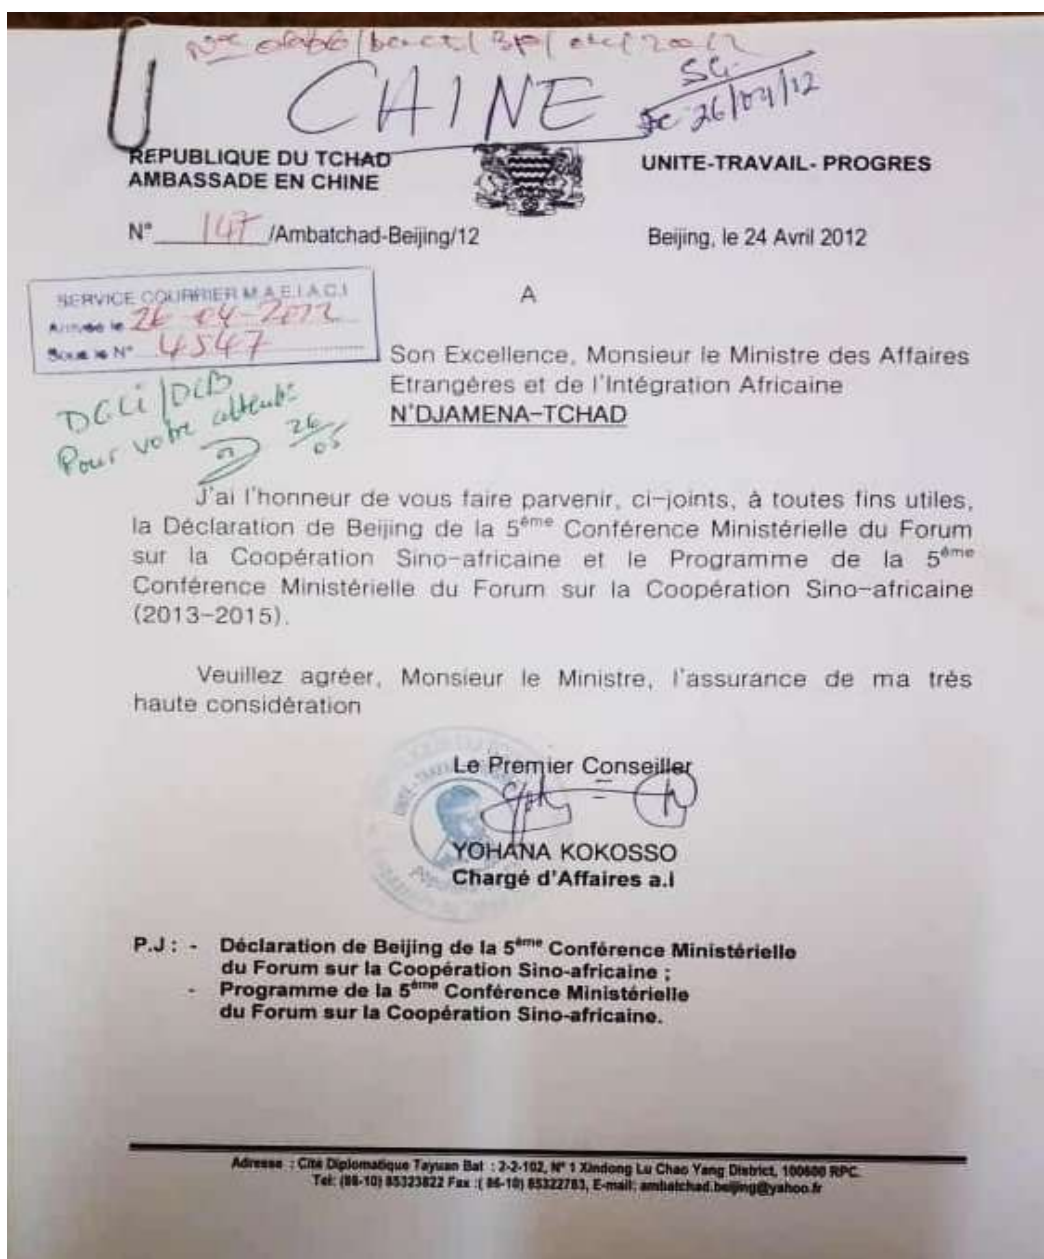 CHINE
SG
26/04/12
REPUBLIQUE DU TCHAD
AMBASSADE EN CHINE
UNITE-TRAVAIL- PROGRES
N° 147 /Ambatchad-Beijing/12
Beijing, le 24 Avril 2012
SERVICE COURRIER M.A.E.I.A.C.I
Arrivée le 26-04-2012
Sous le N° 4547
A
Son Excellence, Monsieur le Ministre des Affaires
Etrangères et de l'Intégration Africaine
N'DJAMENA-TCHAD
DGCI/DCB
Pour votre
26/05
J'ai l'honneur de vous faire parvenir, ci-joints, à toutes fins utiles,
la Déclaration de Beijing de la 5ème Conférence Ministérielle du Forum
sur la Coopération Sino-africaine et le Programme de la 5ème
Conférence Ministérielle du Forum sur la Coopération Sino-africaine
(2013-2015).
Veuillez agréer, Monsieur le Ministre, l'assurance de ma très
haute considération
Le Premier Conseiller
YOHANA KOKOSSO
Chargé d'Affaires a.i
P.J : - Déclaration de Beijing de la 5ème Conférence Ministérielle
du Forum sur la Coopération Sino-africaine ;
- Programme de la 5ème Conférence Ministérielle
du Forum sur la Coopération Sino-africaine.
Adresse : Cité Diplomatique Tayuan Bat : 2-2-102, N° 1 Xindong Lu Chao Yang District, 100600 RPC.
Tel: (86-10) 85323822 Fax :( 86-10) 85322783, E-mail: ambatchad.beijing@yahoo.fr